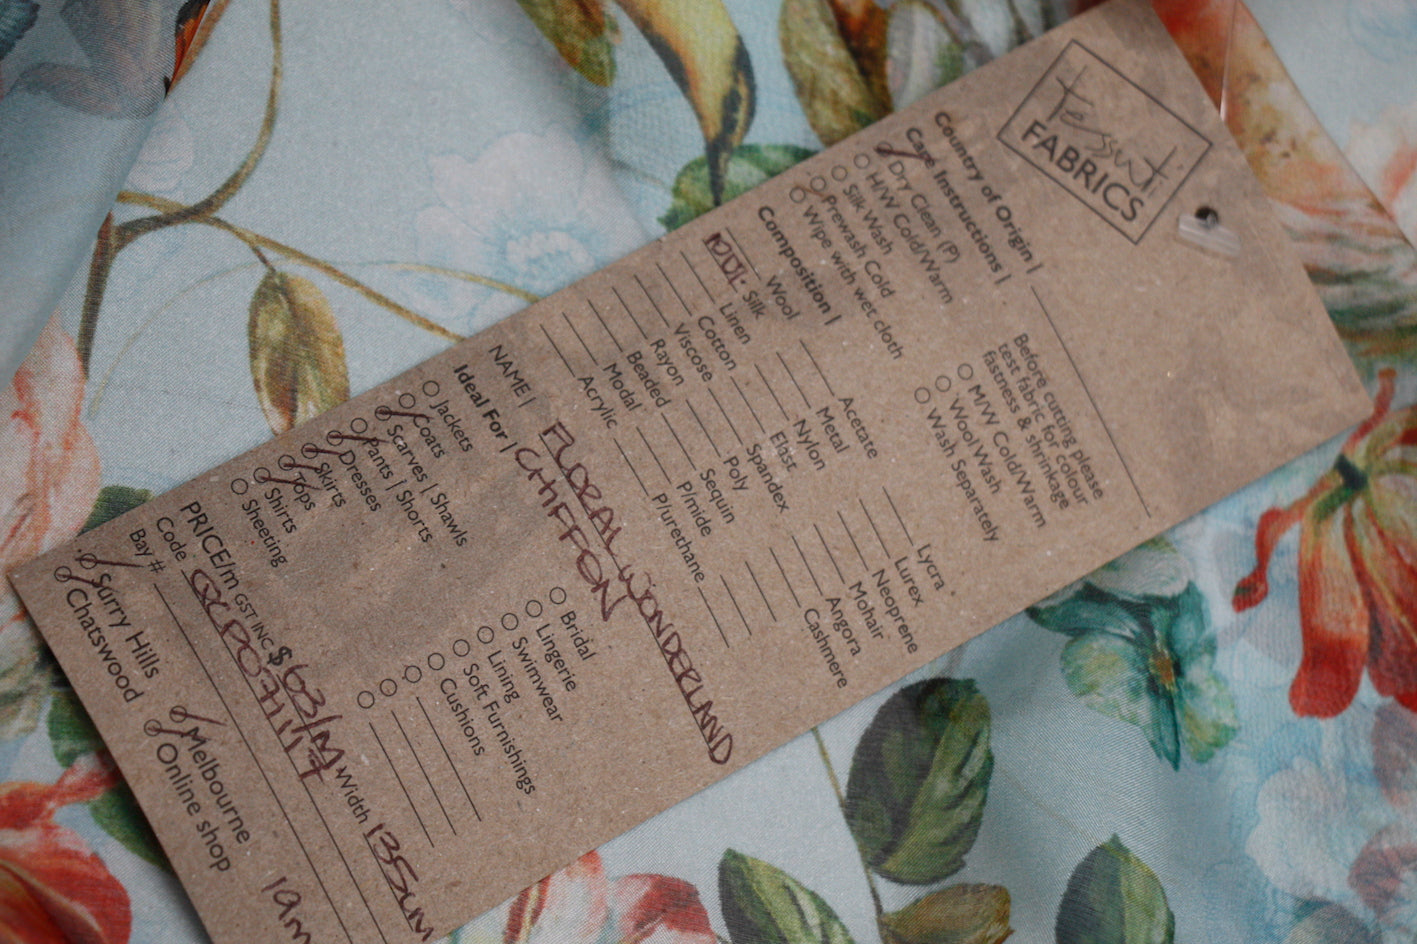 tessuti
FABRICS
Country of Origin |
Care Instructions |
Dry Clean (P)
H/W Cold/Warm
Silk Wash
Prewash Cold
Wipe with wet cloth
Before cutting please
test fabric for colour
fastness & shrinkage
M/W Cold/Warm
Wool Wash
Wash Separately
Composition |
Wool
100% Silk
Linen
Cotton
Viscose
Rayon
Beaded
Modal
Acrylic
Acetate
Metal
Nylon
Elast
Spandex
Poly
Sequin
P/mide
P/urethane
Lycra
Lurex
Neoprene
Mohair
Angora
Cashmere
NAME | FLORAL WONDERLAND
CHIFFON
Ideal For |
Jackets
Coats
Scarves | Shawls
Pants | Shorts
Dresses
Skirts
Tops
Shirts
Sheeting
Bridal
Lingerie
Swimwear
Lining
Soft Furnishings
Cushions
PRICE/m GST INC $ 63/M Width 135cm
Code
Bay #
Surry Hills
Chatswood
Melbourne
Online shop